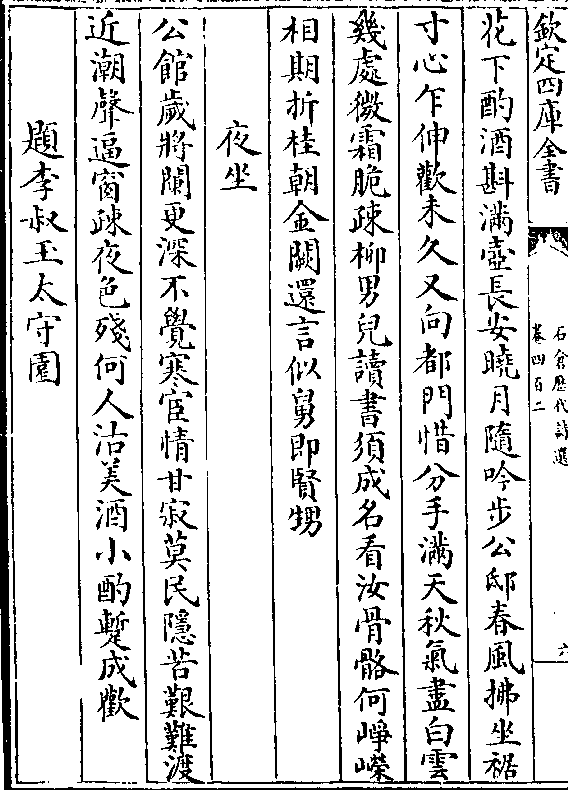 欽定四庫全書
石倉歷代詩選
卷四百二
六
花下酌酒斟滿壺長安曉月隨吟步公邸春風拂坐裾
寸心乍伸歡未久又向都門惜分手滿天秋氣盡白雲
幾處微霜脆疎柳男兒讀書須成名看汝骨骼何崢嶸
相期折桂朝金闕還言似舅即賢甥
夜坐
公館歲將闌更深不覺寒宦情甘寂莫民隱苦艱難渡
近潮聲逼窗疎夜色殘何人沽美酒小酌蹔成歡
題李叔玉太守園